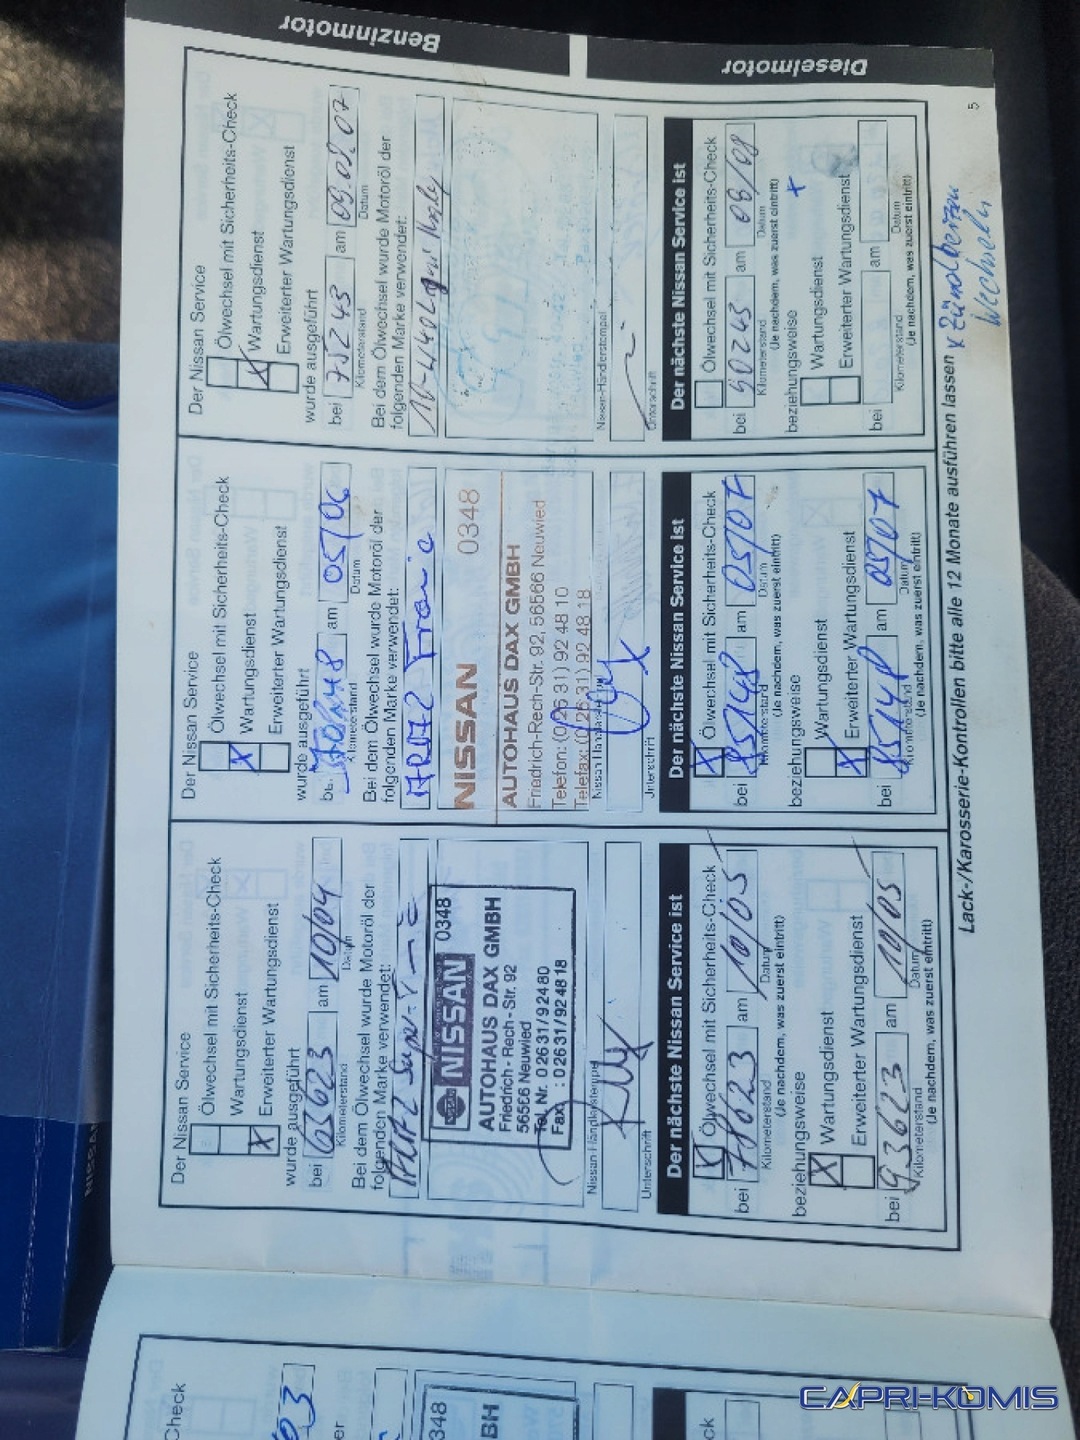 Benzinmotor
Dieselmotor
Der Nissan Service
Ölwechsel mit Sicherheits-Check
Wartungsdienst
X Erweiterter Wartungsdienst
wurde ausgeführt
bei 63623 am 10/04
Kilometerstand Datum
Bei dem Ölwechsel wurde Motoröl der
folgenden Marke verwendet:
NISSAN 0348
AUTOHAUS DAX GMBH
Friedrich - Rech - Str. 92
56566 Neuwied
Tel. Nr. 02631/92480
Fax : 02631/924818
Nissan Händlerstempel
Unterschrift
Der nächste Nissan Service ist
X Ölwechsel mit Sicherheits-Check
bei 78623 am 10/05
Kilometerstand Datum
(Je nachdem, was zuerst eintritt)
beziehungsweise
X Wartungsdienst
Erweiterter Wartungsdienst
bei 93623 am 10/05
Kilometerstand Datum
(Je nachdem, was zuerst eintritt)
Der Nissan Service
Ölwechsel mit Sicherheits-Check
X Wartungsdienst
Erweiterter Wartungsdienst
wurde ausgeführt
bei 70148 am 05/06
Kilometerstand Datum
Bei dem Ölwechsel wurde Motoröl der
folgenden Marke verwendet:
NISSAN 0348
AUTOHAUS DAX GMBH
Friedrich-Rech-Str. 92, 56566 Neuwied
Telefon: (0 26 31) 92 48 10
Telefax: (0 26 31) 92 48 18
Unterschrift
Der nächste Nissan Service ist
X Ölwechsel mit Sicherheits-Check
bei 85148 am 05/07
Kilometerstand Datum
(Je nachdem, was zuerst eintritt)
beziehungsweise
Wartungsdienst
X Erweiterter Wartungsdienst
bei 85148 am 05/07
Kilometerstand Datum
(Je nachdem, was zuerst eintritt)
Der Nissan Service
Ölwechsel mit Sicherheits-Check
X Wartungsdienst
Erweiterter Wartungsdienst
wurde ausgeführt
bei 75243 am 09.08.07
Kilometerstand Datum
Bei dem Ölwechsel wurde Motoröl der
folgenden Marke verwendet:
Nissan-Händlerstempel
Unterschrift
Der nächste Nissan Service ist
Ölwechsel mit Sicherheits-Check
bei 90243 am 08/08
Kilometerstand Datum
(Je nachdem, was zuerst eintritt)
beziehungsweise x
Wartungsdienst
Erweiterter Wartungsdienst
bei am
Kilometerstand Datum
(Je nachdem, was zuerst eintritt)
Lack-/Karosserie-Kontrollen bitte alle 12 Monate ausführen lassen
x Zündkerzen
Wechseln
5
Check
0348
CAPRI-KOMIS